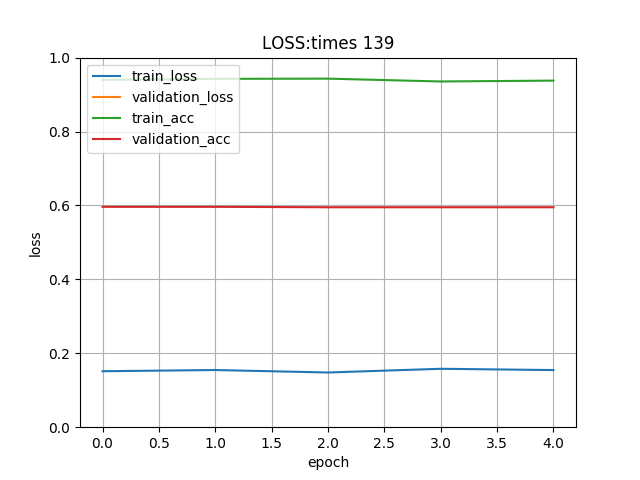 LOSS:times 139
1.0
0.8
0.6
0.4
0.2
0.0
loss
train_loss
validation_loss
train_acc
validation_acc
0.0 0.5 1.0 1.5 2.0 2.5 3.0 3.5 4.0
epoch